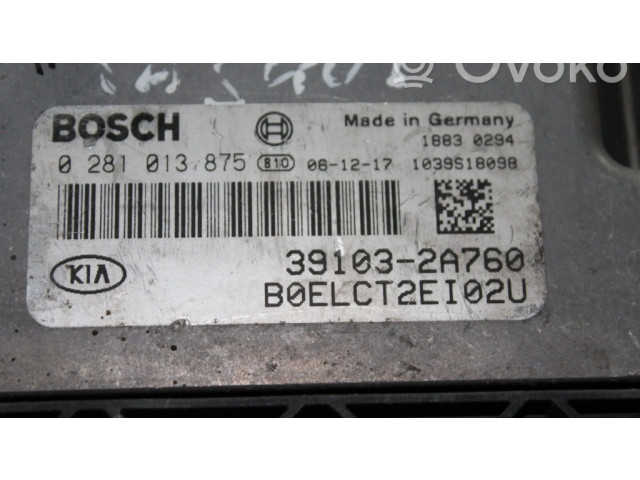 Ovoko
BOSCH
Made in Germany
1883 0294
0 281 013 875 810 06-12-17 1039S18098
KIA
39103-2A760
B0ELCT2EI02U